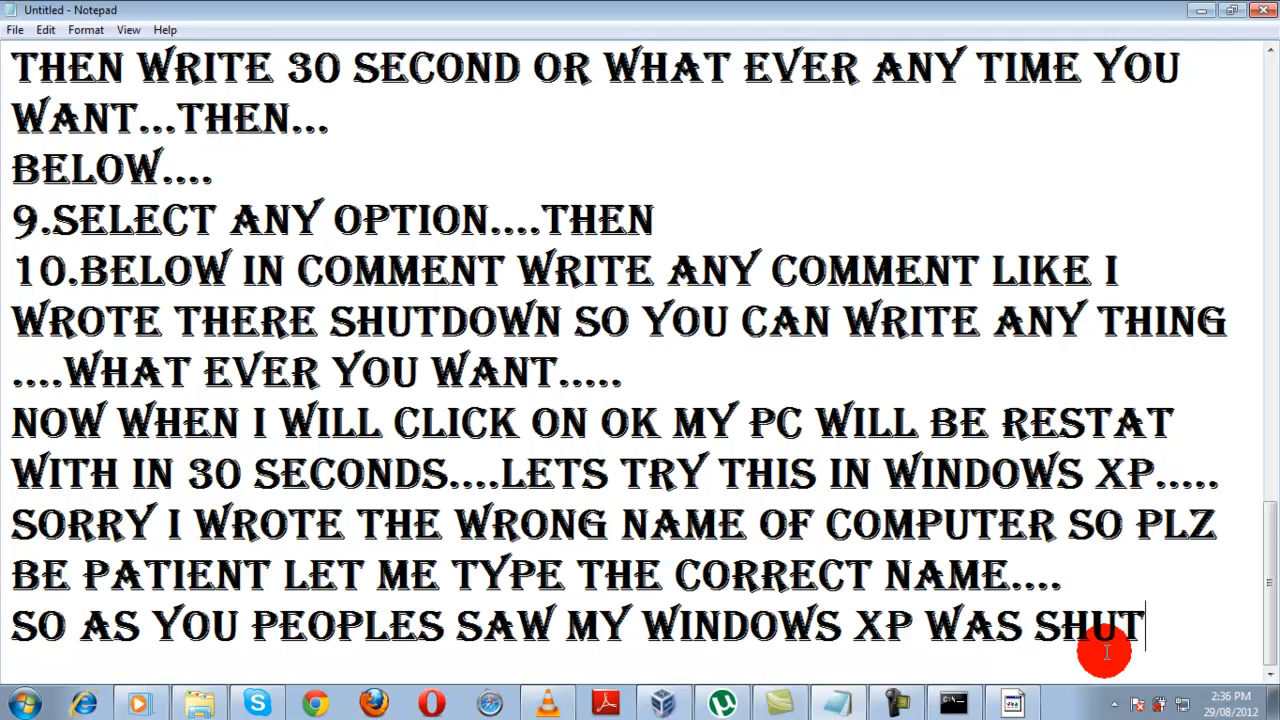 Untitled - Notepad
File Edit Format View Help
THEN WRITE 30 SECOND OR WHAT EVER ANY TIME YOU
WANT...THEN...
BELOW....
9.SELECT ANY OPTION....THEN
10.BELOW IN COMMENT WRITE ANY COMMENT LIKE I
WROTE THERE SHUTDOWN SO YOU CAN WRITE ANY THING
....WHAT EVER YOU WANT.....
NOW WHEN I WILL CLICK ON OK MY PC WILL BE RESTAT
WITH IN 30 SECONDS....LETS TRY THIS IN WINDOWS XP.....
SORRY I WROTE THE WRONG NAME OF COMPUTER SO PLZ
BE PATIENT LET ME TYPE THE CORRECT NAME....
SO AS YOU PEOPLES SAW MY WINDOWS XP WAS SHUT
2:36 PM
29/08/2012